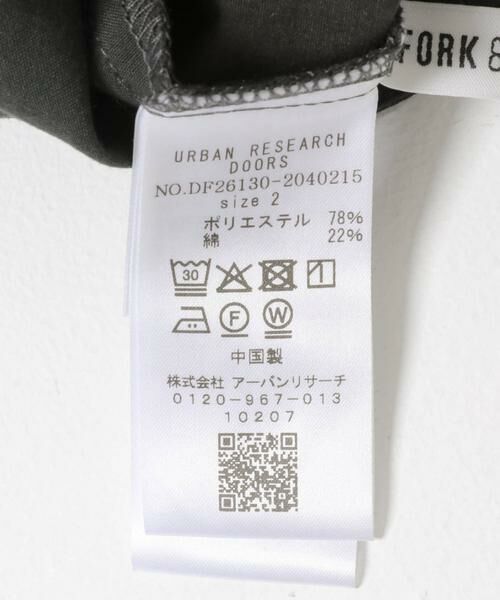 FORK &
URBAN RESEARCH
DOORS
NO.DF26130-2040215
size 2
ポリエステル 78%
綿 22%
30
F W
中国製
株式会社 アーバンリサーチ
0120-967-013
10207